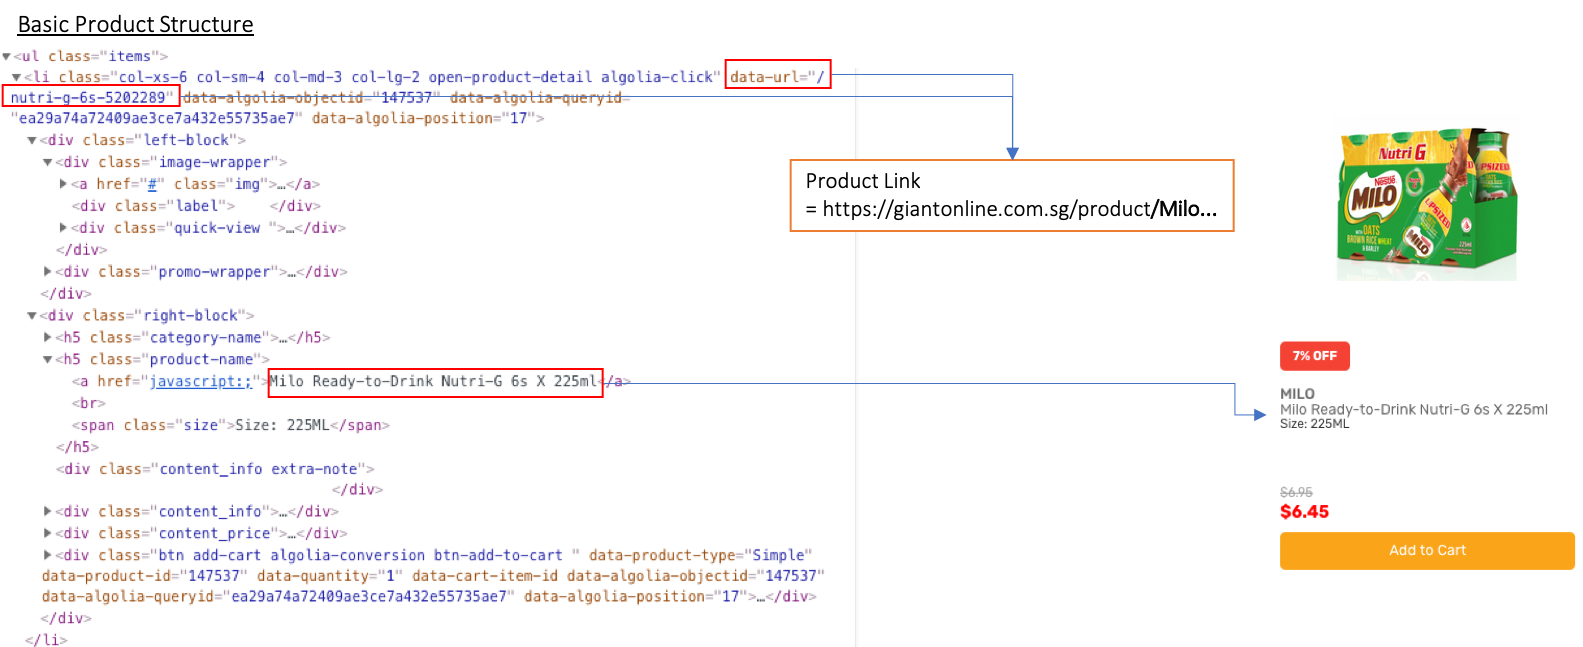 Basic Product Structure
▼<ul class="items">
▼<li class="col-xs-6 col-sm-4 col-md-3 col-lg-2 open-product-detail algolia-click" data-url="/
nutri-g-6s-5202289" data-algolia-objectid="147537" data-algolia-queryid=
"ea29a74a72409ae3ce7a432e55735ae7" data-algolia-position="17">
▼<div class="left-block">
▼<div class="image-wrapper">
▶<a href="#" class="img">…</a>
<div class="label"> </div>
▶<div class="quick-view ">…</div>
</div>
▶<div class="promo-wrapper">…</div>
</div>
▼<div class="right-block">
▶<h5 class="category-name">…</h5>
▼<h5 class="product-name">
<a href="javascript:;">Milo Ready-to-Drink Nutri-G 6s X 225ml</a>
<br>
<span class="size">Size: 225ML</span>
</h5>
<div class="content_info extra-note">
</div>
▶<div class="content_info">…</div>
▶<div class="content_price">…</div>
▶<div class="btn add-cart algolia-conversion btn-add-to-cart " data-product-type="Simple"
data-product-id="147537" data-quantity="1" data-cart-item-id data-algolia-objectid="147537"
data-algolia-queryid="ea29a74a72409ae3ce7a432e55735ae7" data-algolia-position="17">…</div>
</div>
</li>
Product Link
= https://giantonline.com.sg/product/Milo...
Nutri G
Nestlé
MILO
WITH OATS
BROWN RICE WHEAT
& BARLEY
UPSIZED
MILO
UPSIZED
225ml
7% OFF
MILO
Milo Ready-to-Drink Nutri-G 6s X 225ml
Size: 225ML
$6.95
$6.45
Add to Cart